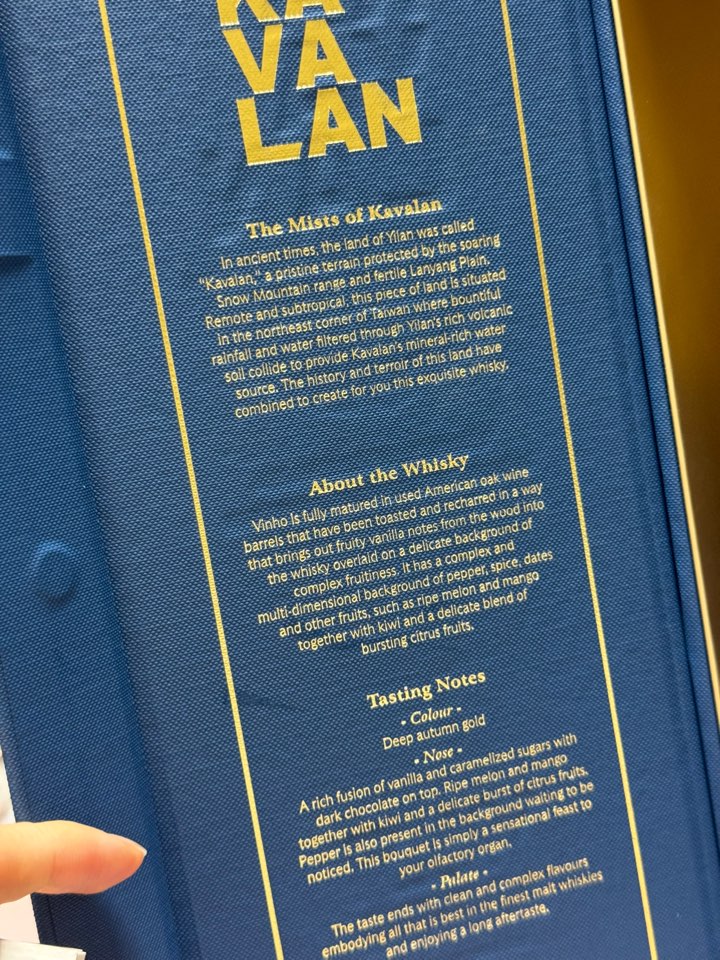 KA
VA
LAN
The Mists of Kavalan
In ancient times, the land of Yilan was called
"Kavalan," a pristine terrain protected by the soaring
Snow Mountain range and fertile Lanyang Plain.
Remote and subtropical, this piece of land is situated
in the northeast corner of Taiwan where bountiful
rainfall and water filtered through Yilan's rich volcanic
soil collide to provide Kavalan's mineral-rich water
source. The history and terroir of this land have
combined to create for you this exquisite whisky.
About the Whisky
Vinho is fully matured in used American oak wine
barrels that have been toasted and recharred in a way
that brings out fruity vanilla notes from the wood into
the whisky overlaid on a delicate background of
complex fruitiness. It has a complex and
multi-dimensional background of pepper, spice, dates
and other fruits, such as ripe melon and mango
together with kiwi and a delicate blend of
bursting citrus fruits.
Tasting Notes
- Colour -
Deep autumn gold
- Nose -
A rich fusion of vanilla and caramelized sugars with
dark chocolate on top. Ripe melon and mango
together with kiwi and a delicate burst of citrus fruits.
Pepper is also present in the background waiting to be
noticed. This bouquet is simply a sensational feast to
your olfactory organ.
- Palate -
The taste ends with clean and complex flavours
embodying all that is best in the finest malt whiskies
and enjoying a long aftertaste.